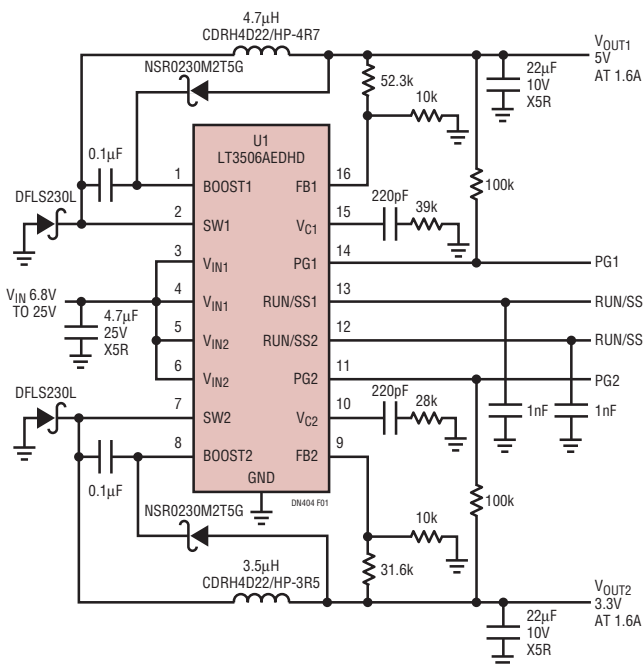 4.7µH
CDRH4D22/HP-4R7
NSR0230M2T5G
52.3k
10k
22µF
10V
X5R
VOUT1
5V
AT 1.6A
U1
LT3506AEDHD
0.1µF
DFLS230L
1
BOOST1
FB1
16
220pF
39k
100k
2
SW1
VC1
15
3
VIN1
PG1
14
PG1
VIN 6.8V
TO 25V
4.7µF
25V
X5R
4
VIN1
RUN/SS1
13
RUN/SS
5
VIN2
RUN/SS2
12
RUN/SS
6
VIN2
PG2
11
PG2
DFLS230L
7
SW2
VC2
10
220pF
28k
1nF
1nF
8
BOOST2
FB2
9
0.1µF
GND
DN404 F01
NSR0230M2T5G
10k
100k
31.6k
3.5µH
CDRH4D22/HP-3R5
22µF
10V
X5R
VOUT2
3.3V
AT 1.6A